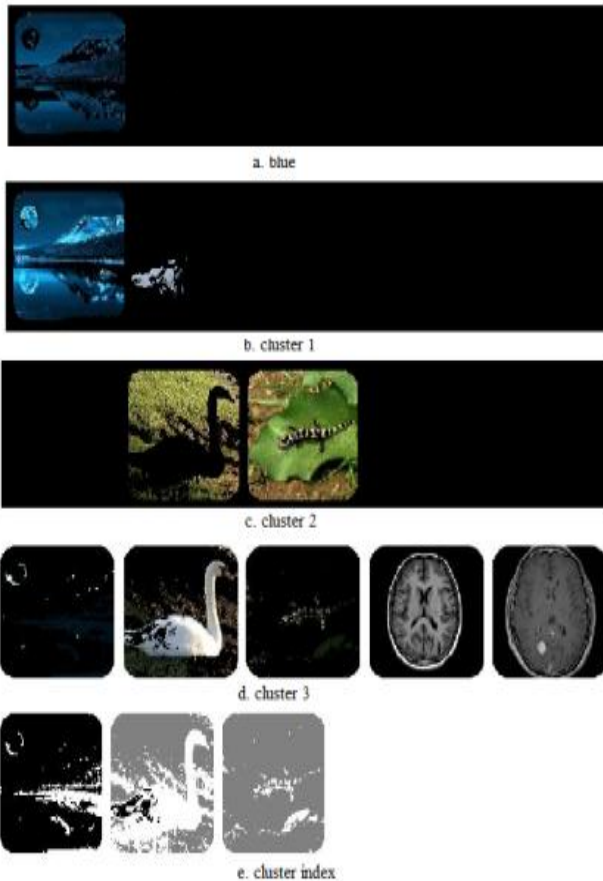 a. blue
b. cluster 1
c. cluster 2
d. cluster 3
e. cluster index